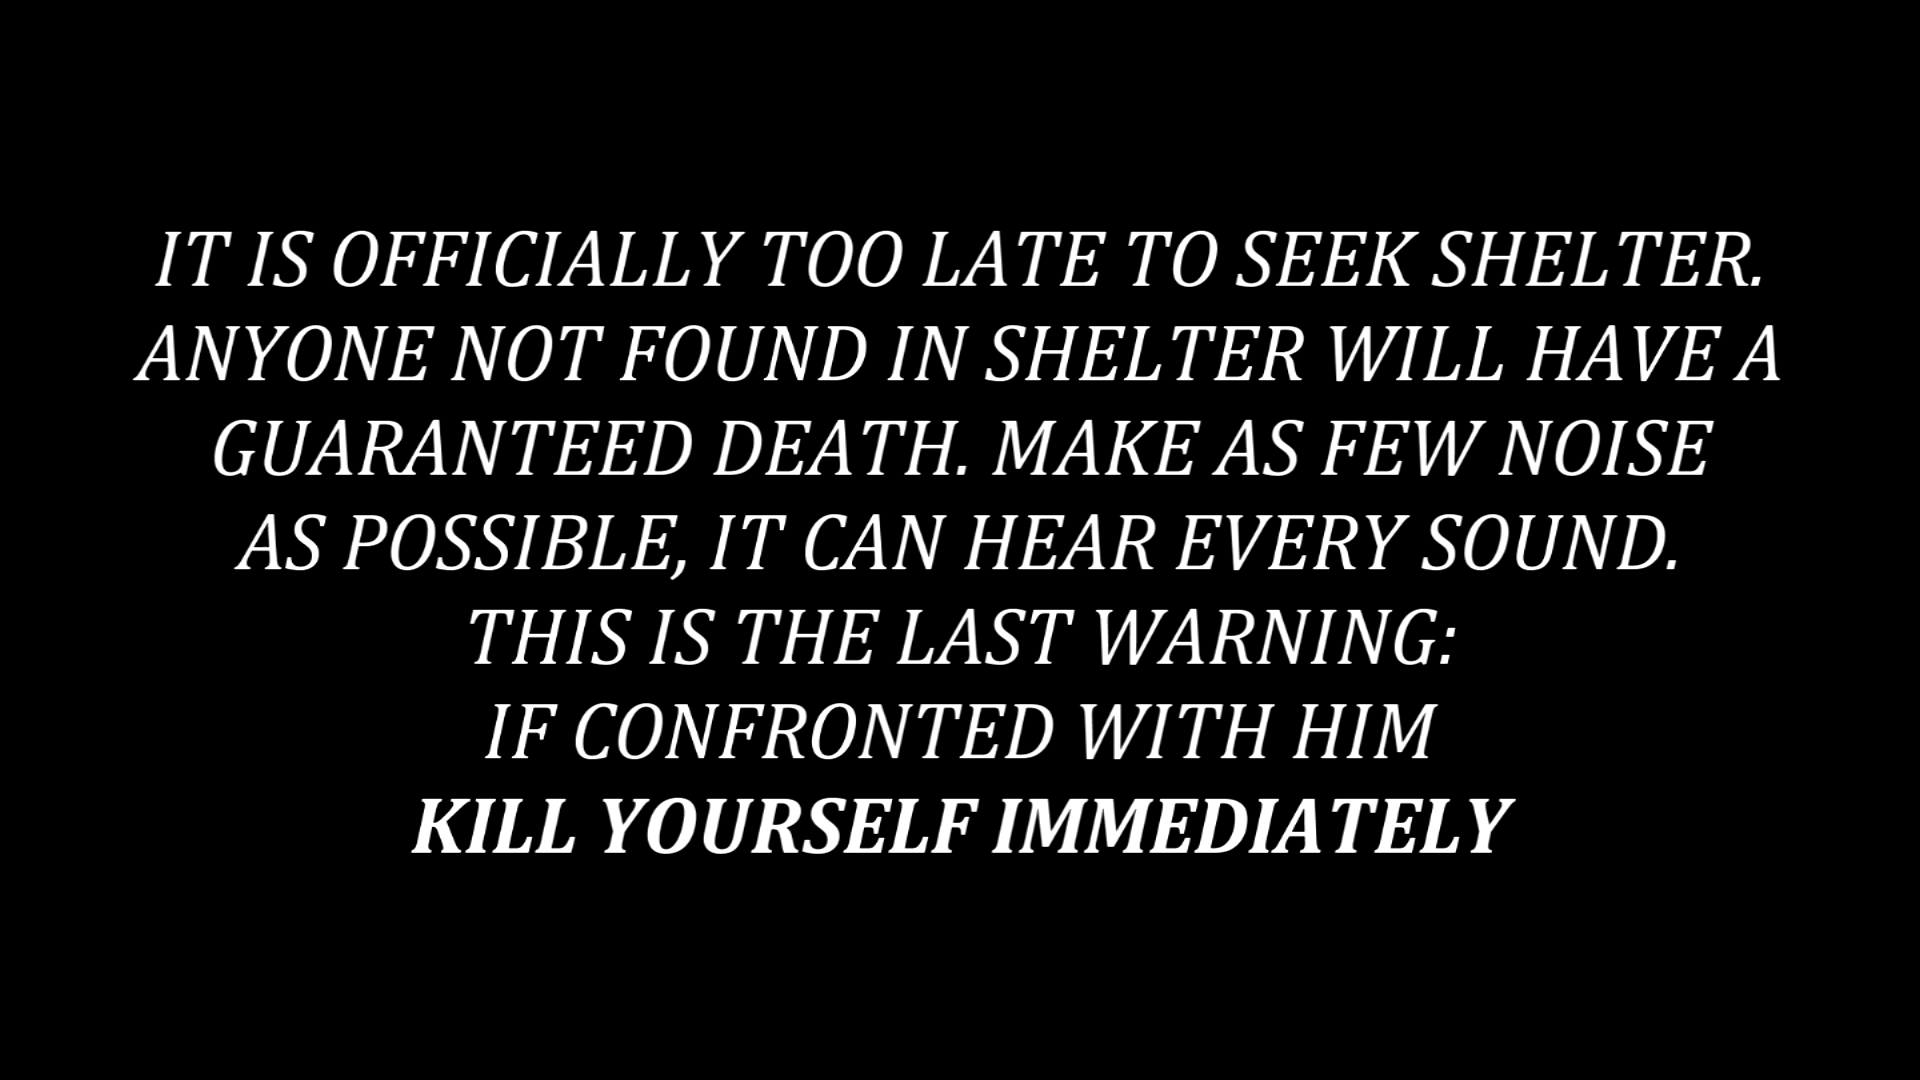 IT IS OFFICIALLY TOO LATE TO SEEK SHELTER.
ANYONE NOT FOUND IN SHELTER WILL HAVE A
GUARANTEED DEATH. MAKE AS FEW NOISE
AS POSSIBLE, IT CAN HEAR EVERY SOUND.
THIS IS THE LAST WARNING:
IF CONFRONTED WITH HIM
KILL YOURSELF IMMEDIATELY